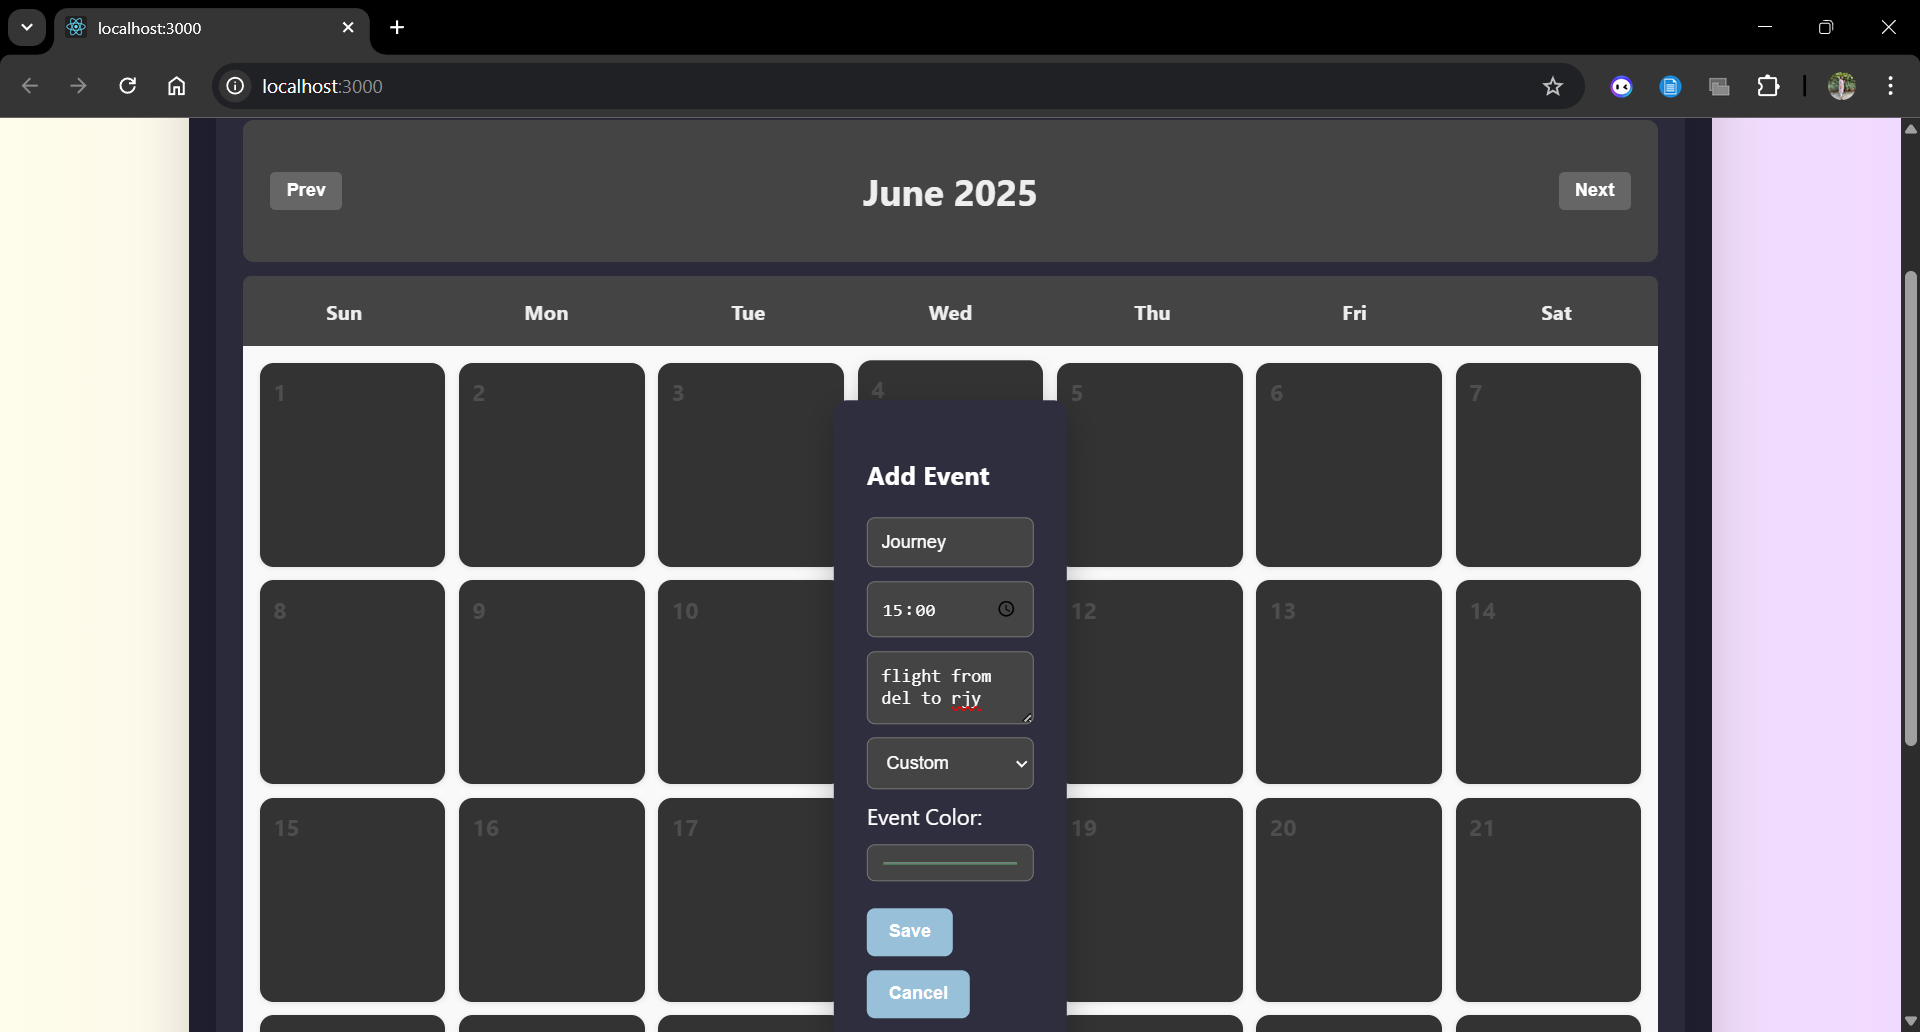 localhost:3000
localhost:3000
Prev
June 2025
Next
Sun Mon Tue Wed Thu Fri Sat
1 2 3 4 5 6 7
Add Event
Journey
8 9 10 12 13 14
15:00
flight from
del to rjy
Custom
Event Color:
15 16 17 19 20 21
Save
Cancel